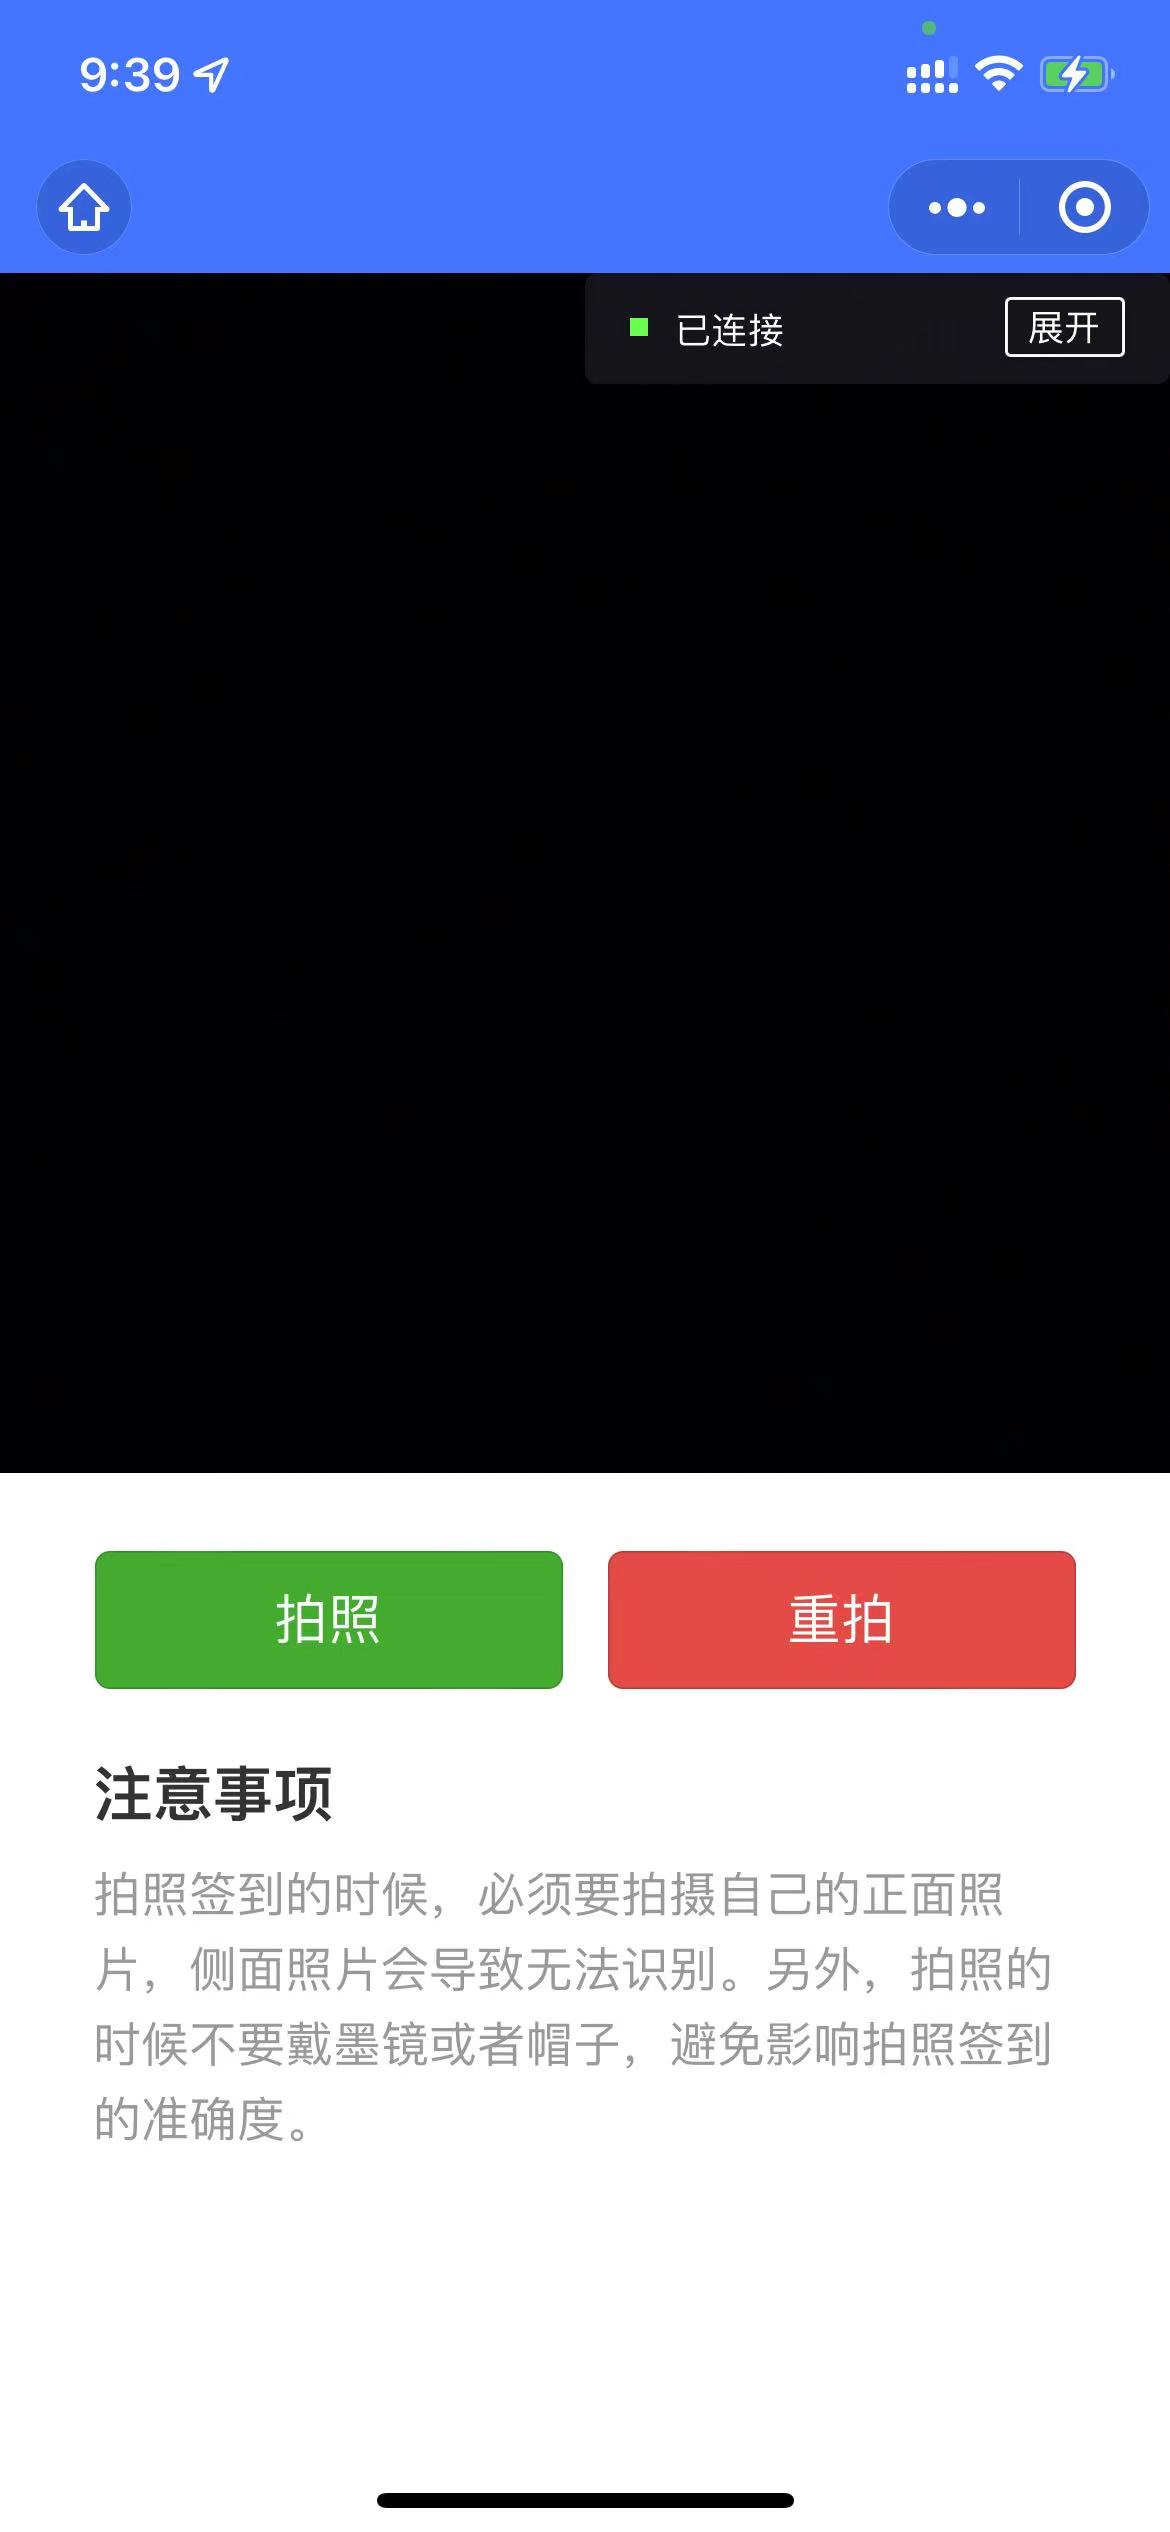 9:39
已连接
展开
拍照
重拍
注意事项
拍照签到的时候，必须要拍摄自己的正面照
片，侧面照片会导致无法识别。另外，拍照的
时候不要戴墨镜或者帽子，避免影响拍照签到
的准确度。